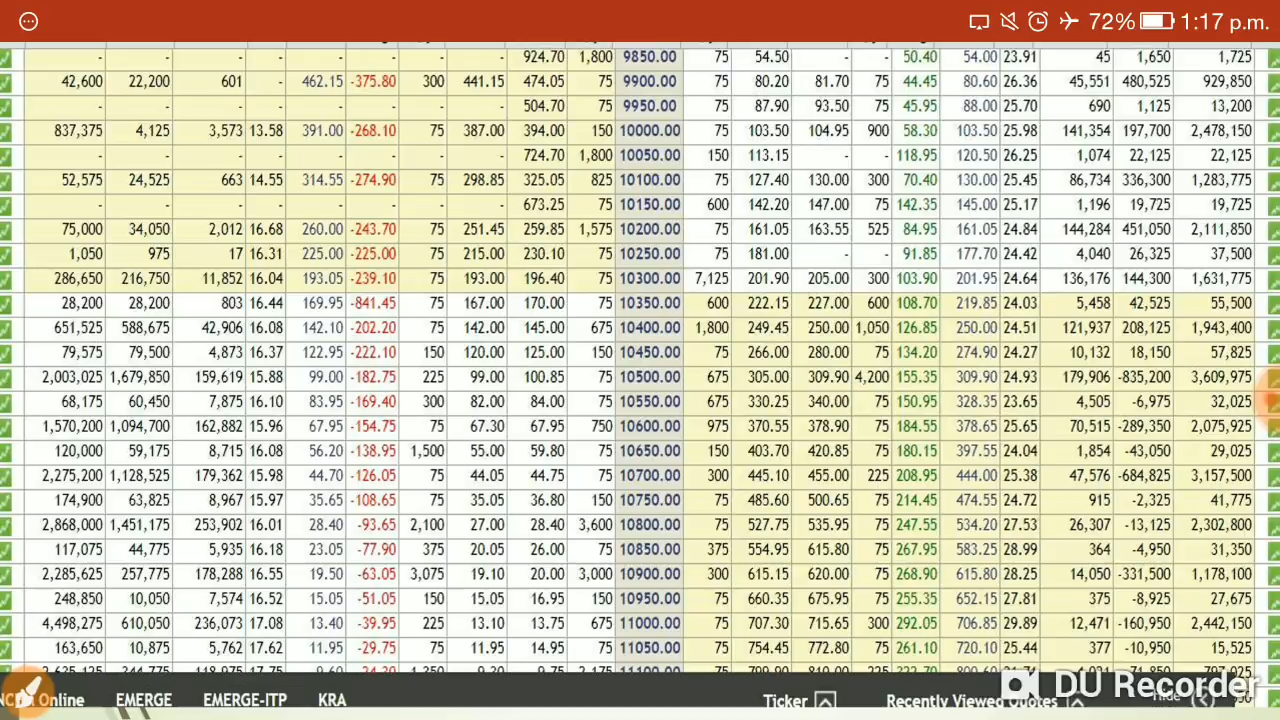 72% 1:17 p.m.
- - - - - - - - 924.70 1,800 9850.00 75 54.50 - - 50.40 54.00 23.91 45 1,650 1,725
42,600 22,200 601 - 462.15 -375.80 300 441.15 474.05 75 9900.00 75 80.20 81.70 75 44.45 80.60 26.36 45,551 480,525 929,850
- - - - - - - - 504.70 75 9950.00 75 87.90 93.50 75 45.95 88.00 25.70 690 1,125 13,200
837,375 4,125 3,573 13.58 391.00 -268.10 75 387.00 394.00 150 10000.00 75 103.50 104.95 900 58.30 103.50 25.98 141,354 197,700 2,478,150
- - - - - - - - 724.70 1,800 10050.00 150 113.15 - - 118.95 120.50 26.25 1,074 22,125 22,125
52,575 24,525 663 14.55 314.55 -274.90 75 298.85 325.05 825 10100.00 75 127.40 130.00 300 70.40 130.00 25.45 86,734 336,300 1,283,775
- - - - - - - - 673.25 75 10150.00 600 142.20 147.00 75 142.35 145.00 25.17 1,196 19,725 19,725
75,000 34,050 2,012 16.68 260.00 -243.70 75 251.45 259.85 1,575 10200.00 75 161.05 163.55 525 84.95 161.05 24.84 144,284 451,050 2,111,850
1,050 975 17 16.31 225.00 -225.00 75 215.00 230.10 75 10250.00 75 181.00 - - 91.85 177.70 24.42 4,040 26,325 37,500
286,650 216,750 11,852 16.04 193.05 -239.10 75 193.00 196.40 75 10300.00 7,125 201.90 205.00 300 103.90 201.95 24.64 136,176 144,300 1,631,775
28,200 28,200 803 16.44 169.95 -841.45 75 167.00 170.00 75 10350.00 600 222.15 227.00 600 108.70 219.85 24.03 5,458 42,525 55,500
651,525 588,675 42,906 16.08 142.10 -202.20 75 142.00 145.00 675 10400.00 1,800 249.45 250.00 1,050 126.85 250.00 24.51 121,937 208,125 1,943,400
79,575 79,500 4,873 16.37 122.95 -222.10 150 120.00 125.00 150 10450.00 75 266.00 280.00 75 134.20 274.90 24.27 10,132 18,150 57,825
2,003,025 1,679,850 159,619 15.88 99.00 -182.75 225 99.00 100.85 75 10500.00 675 305.00 309.90 4,200 155.35 309.90 24.93 179,906 -835,200 3,609,975
68,175 60,450 7,875 16.10 83.95 -169.40 300 82.00 84.00 75 10550.00 675 330.25 340.00 75 150.95 328.35 23.65 4,505 -6,975 32,025
1,570,200 1,094,700 162,882 15.96 67.95 -154.75 75 67.30 67.95 750 10600.00 975 370.55 378.90 75 184.55 378.65 25.65 70,515 -289,350 2,075,925
120,000 59,175 8,715 16.08 56.20 -138.95 1,500 55.00 59.80 75 10650.00 150 403.70 420.85 75 180.15 397.55 24.04 1,854 -43,050 29,025
2,275,200 1,128,525 179,362 15.98 44.70 -126.05 75 44.05 44.75 75 10700.00 300 445.10 455.00 225 208.95 444.00 25.38 47,576 -684,825 3,157,500
174,900 63,825 8,967 15.97 35.65 -108.65 75 35.05 36.80 150 10750.00 75 485.60 500.65 75 214.45 474.55 24.72 915 -2,325 41,775
2,868,000 1,451,175 253,902 16.01 28.40 -93.65 2,100 27.00 28.40 3,600 10800.00 75 527.75 535.95 75 247.55 534.20 27.53 26,307 -13,125 2,302,800
117,075 44,775 5,935 16.18 23.05 -77.90 375 20.05 26.00 75 10850.00 375 554.95 615.80 75 267.95 583.25 28.99 364 -4,950 31,350
2,285,625 257,775 178,288 16.55 19.50 -63.05 3,075 19.10 20.00 3,000 10900.00 300 615.15 620.00 75 268.90 615.80 28.25 14,050 -331,500 1,178,100
248,850 10,050 7,574 16.52 15.05 -51.05 150 15.05 16.95 150 10950.00 75 660.35 675.95 75 255.35 652.15 27.81 375 -8,925 27,675
4,498,275 610,050 236,073 17.08 13.40 -39.95 225 13.10 13.75 675 11000.00 75 707.30 715.65 300 292.05 706.85 29.89 12,471 -160,950 2,442,150
163,650 10,875 5,762 17.62 11.95 -29.75 75 11.95 14.95 75 11050.00 75 754.45 772.80 75 261.10 720.10 25.44 377 -10,950 15,525
Online EMERGE EMERGE-ITP KRA Ticker Recently Viewed Quotes Hide
DU Recorder